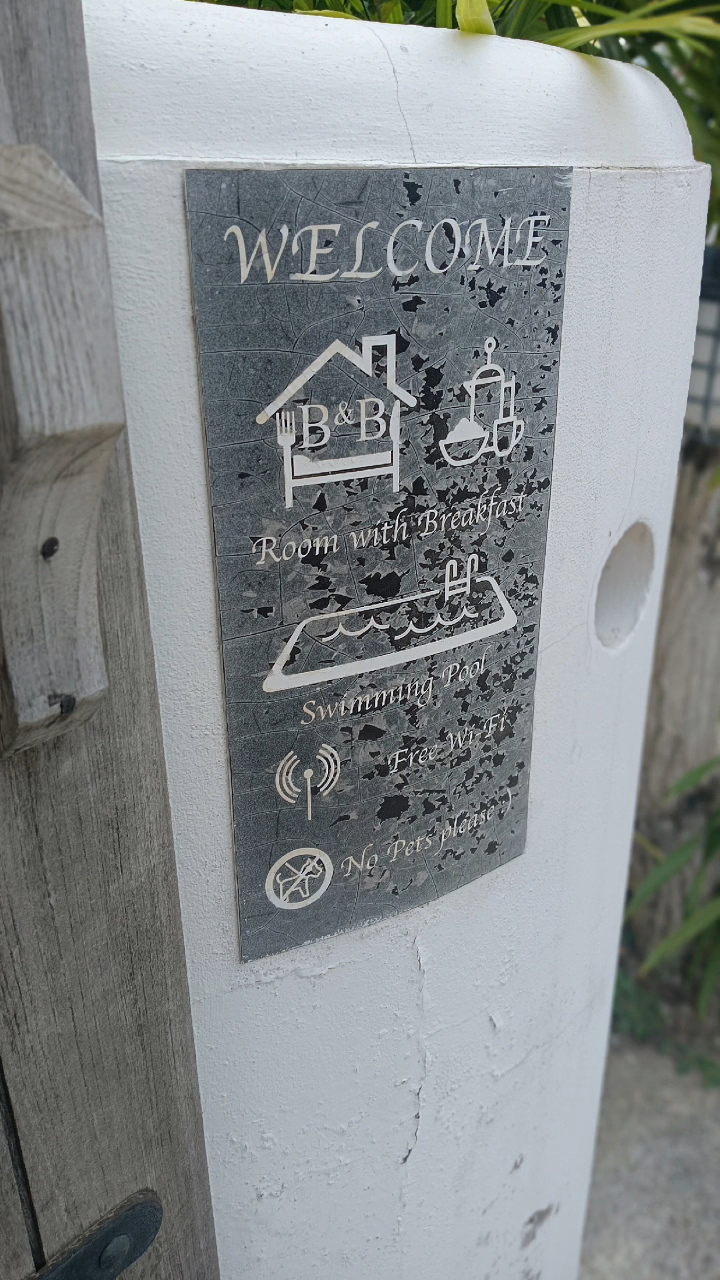 WELCOME
B&B
Room with Breakfast
Swimming Pool
Free Wi-Fi
No Pets please :)